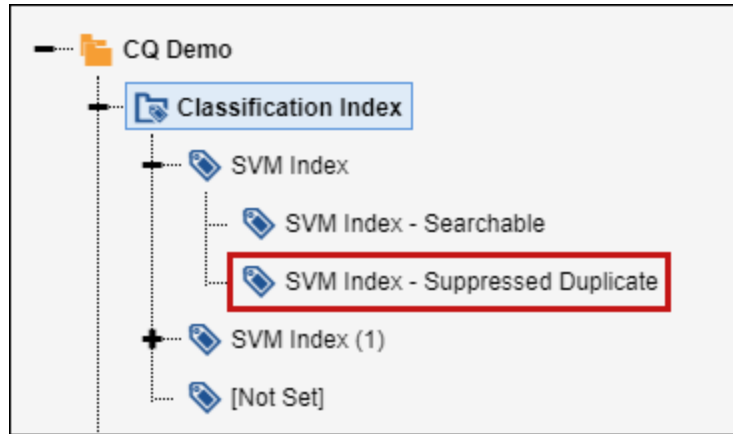 CQ Demo
Classification Index
SVM Index
SVM Index - Searchable
SVM Index - Suppressed Duplicate
SVM Index (1)
[Not Set]